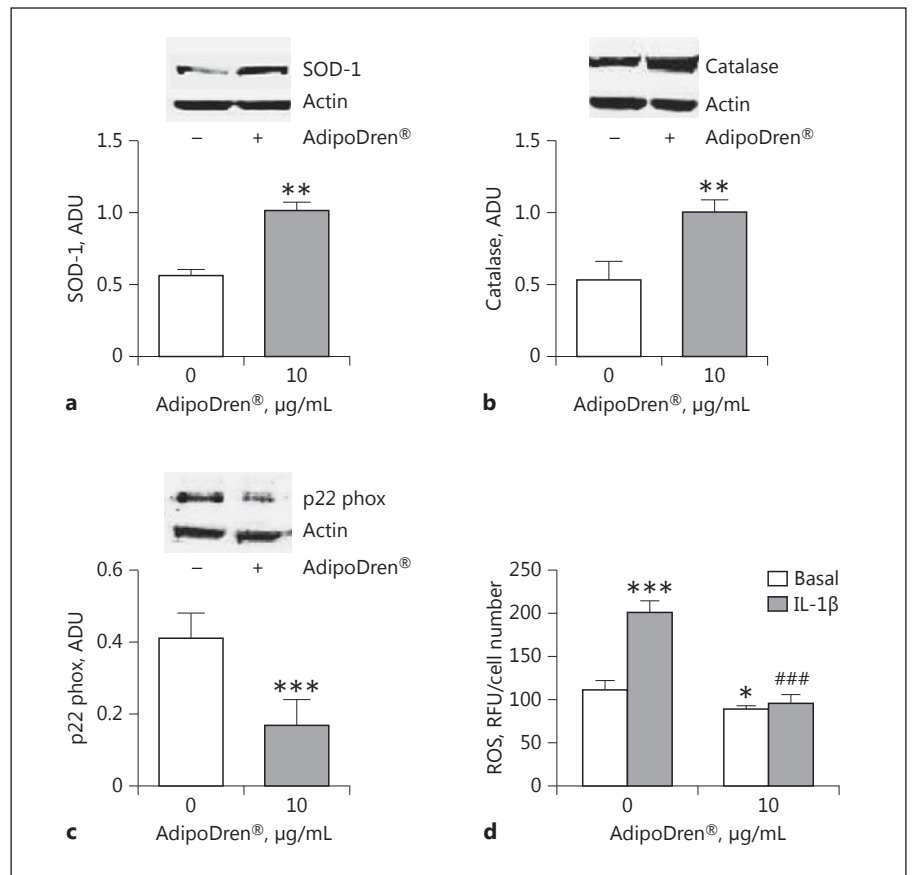 SOD-1
Actin
– + AdipoDren®
1.5
1.0
0.5
0
SOD-1, ADU
**
0 10
AdipoDren®, µg/mL
a
Catalase
Actin
– + AdipoDren®
1.5
1.0
0.5
0
Catalase, ADU
**
0 10
AdipoDren®, µg/mL
b
p22 phox
Actin
– + AdipoDren®
0.6
0.4
0.2
0
p22 phox, ADU
***
0 10
AdipoDren®, µg/mL
c
250
200
150
100
50
0
ROS, RFU/cell number
Basal
IL-1β
***
* ###
0 10
AdipoDren®, µg/mL
d